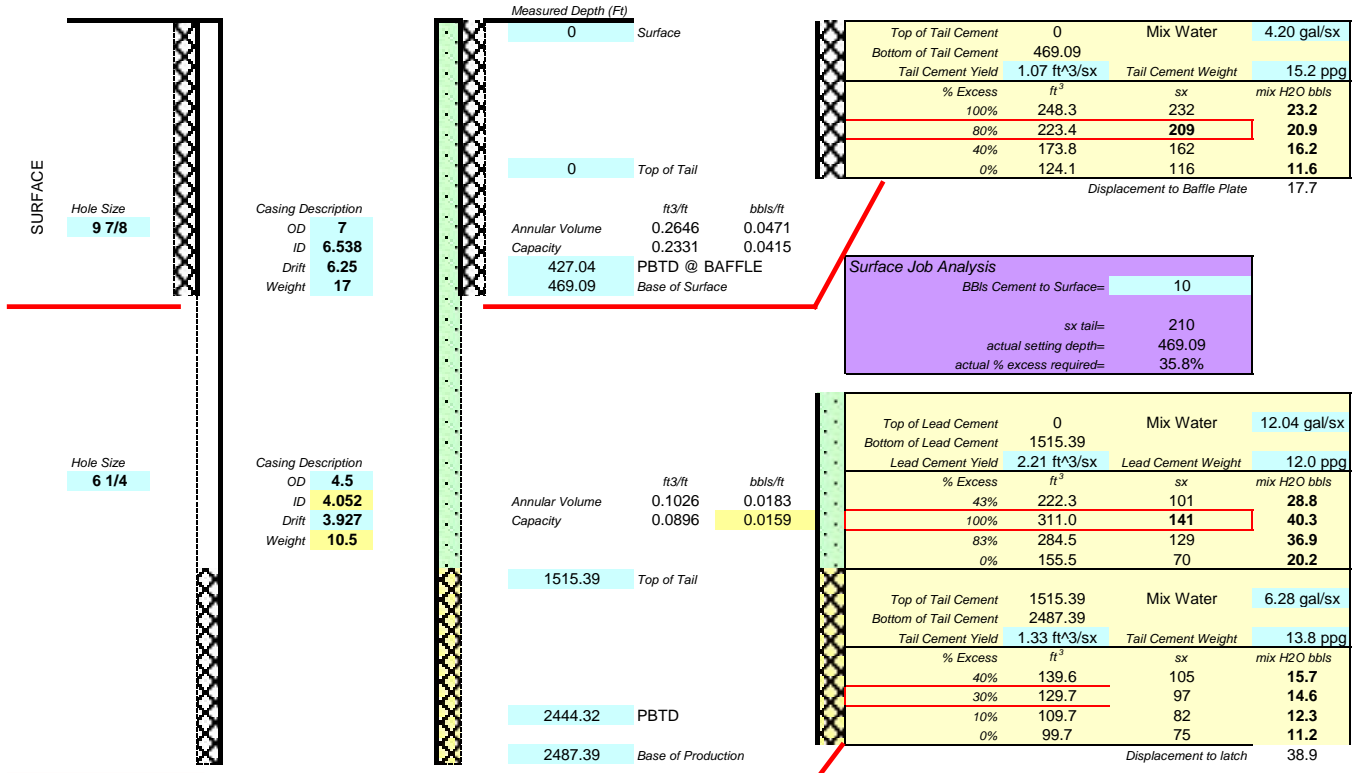 Measured Depth (Ft)
0 Surface
0 Top of Tail
SURFACE
Hole Size
9 7/8
Casing Description
OD 7
ID 6.538
Drift 6.25
Weight 17
ft3/ft bbls/ft
Annular Volume 0.2646 0.0471
Capacity 0.2331 0.0415
427.04 PBTD @ BAFFLE
469.09 Base of Surface
Top of Tail Cement 0 Mix Water 4.20 gal/sx
Bottom of Tail Cement 469.09
Tail Cement Yield 1.07 ft^3/sx Tail Cement Weight 15.2 ppg
% Excess ft³ sx mix H2O bbls
100% 248.3 232 23.2
80% 223.4 209 20.9
40% 173.8 162 16.2
0% 124.1 116 11.6
Displacement to Baffle Plate 17.7
Surface Job Analysis
BBls Cement to Surface= 10
sx tail= 210
actual setting depth= 469.09
actual % excess required= 35.8%
Hole Size
6 1/4
Casing Description
OD 4.5
ID 4.052
Drift 3.927
Weight 10.5
ft3/ft bbls/ft
Annular Volume 0.1026 0.0183
Capacity 0.0896 0.0159
1515.39 Top of Tail
2444.32 PBTD
2487.39 Base of Production
Top of Lead Cement 0 Mix Water 12.04 gal/sx
Bottom of Lead Cement 1515.39
Lead Cement Yield 2.21 ft^3/sx Lead Cement Weight 12.0 ppg
% Excess ft³ sx mix H2O bbls
43% 222.3 101 28.8
100% 311.0 141 40.3
83% 284.5 129 36.9
0% 155.5 70 20.2
Top of Tail Cement 1515.39 Mix Water 6.28 gal/sx
Bottom of Tail Cement 2487.39
Tail Cement Yield 1.33 ft^3/sx Tail Cement Weight 13.8 ppg
% Excess ft³ sx mix H2O bbls
40% 139.6 105 15.7
30% 129.7 97 14.6
10% 109.7 82 12.3
0% 99.7 75 11.2
Displacement to latch 38.9